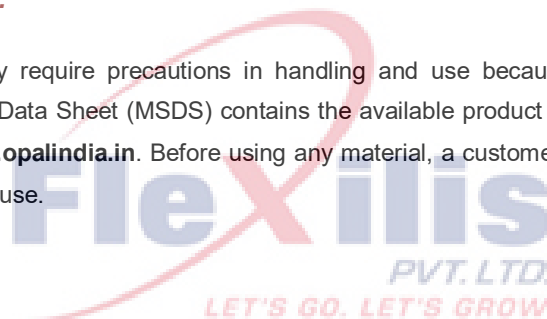 y require precautions in handling and use becau
Data Sheet (MSDS) contains the available product
.opalindia.in. Before using any material, a custome
use.
Flexilis
PVT. LTD.
LET'S GO. LET'S GROW